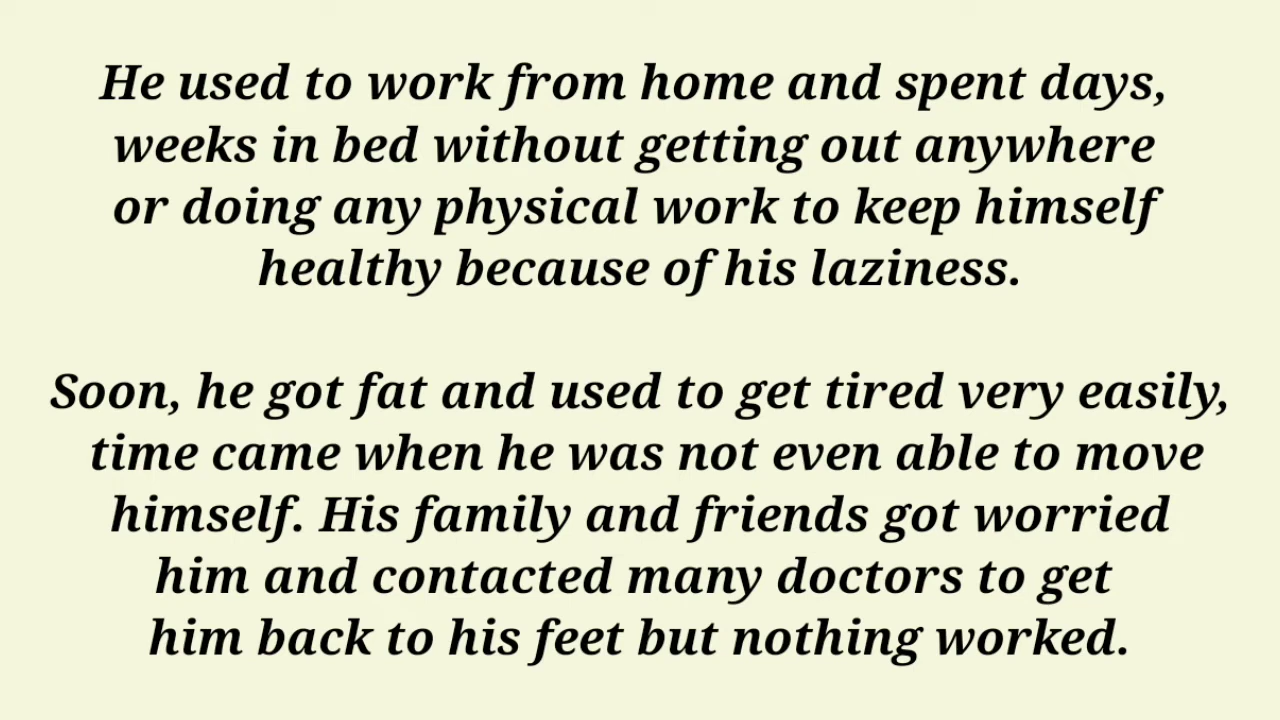 He used to work from home and spent days,
weeks in bed without getting out anywhere
or doing any physical work to keep himself
healthy because of his laziness.
Soon, he got fat and used to get tired very easily,
time came when he was not even able to move
himself. His family and friends got worried
him and contacted many doctors to get
him back to his feet but nothing worked.